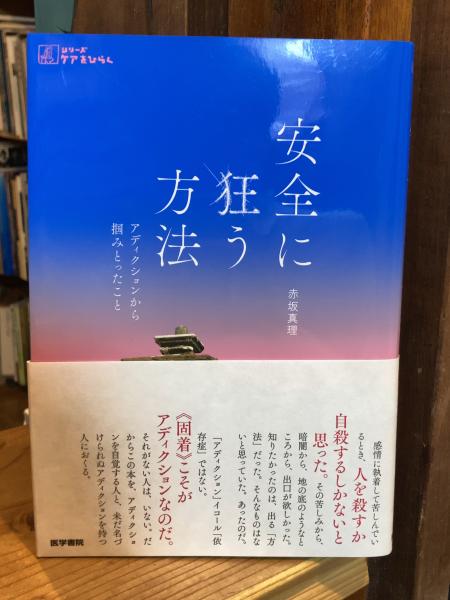 シリーズ
ケアをひらく
安全に
狂う
方法
アディクションから
掴みとったこと
赤坂真理
感情に執着して苦しんでい
るとき、人を殺すか
自殺するしかないと
思った。その苦しみから、
暗闇から、地の底のようなと
ころから、出口が欲しかった。
知りたかったのは、出る「方
法」だった。そんなものはな
いと思っていた。あったのだ。
「アディクション」イコール「依
存症」ではない。
《固着》こそが
アディクションなのだ。
それがない人は、いない。だ
からこの本を、アディクショ
ンを自覚する人と、未だ名づ
けられぬアディクションを持つ
人におくる。
医学書院